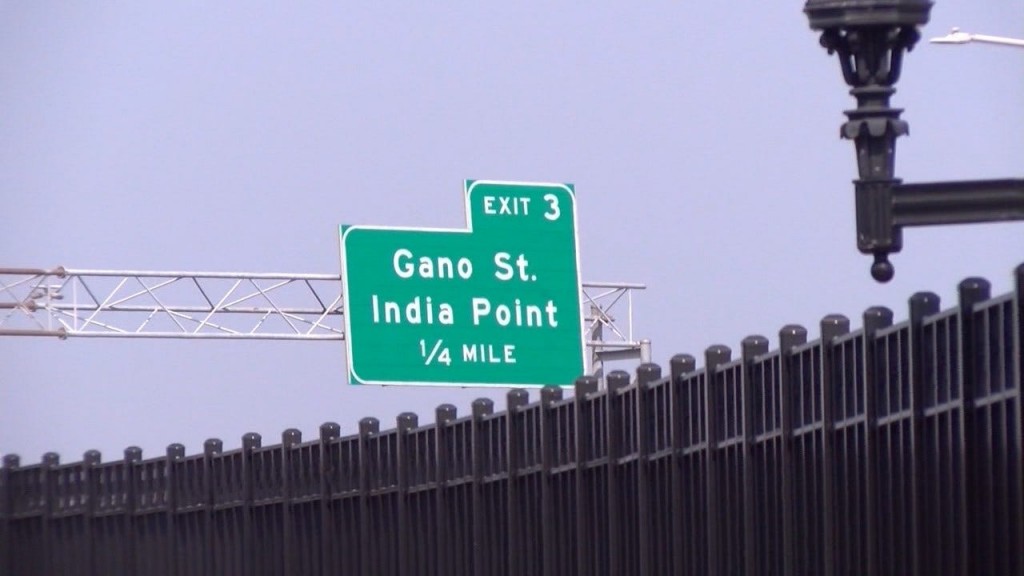 EXIT 3
Gano St.
India Point
1/4 MILE